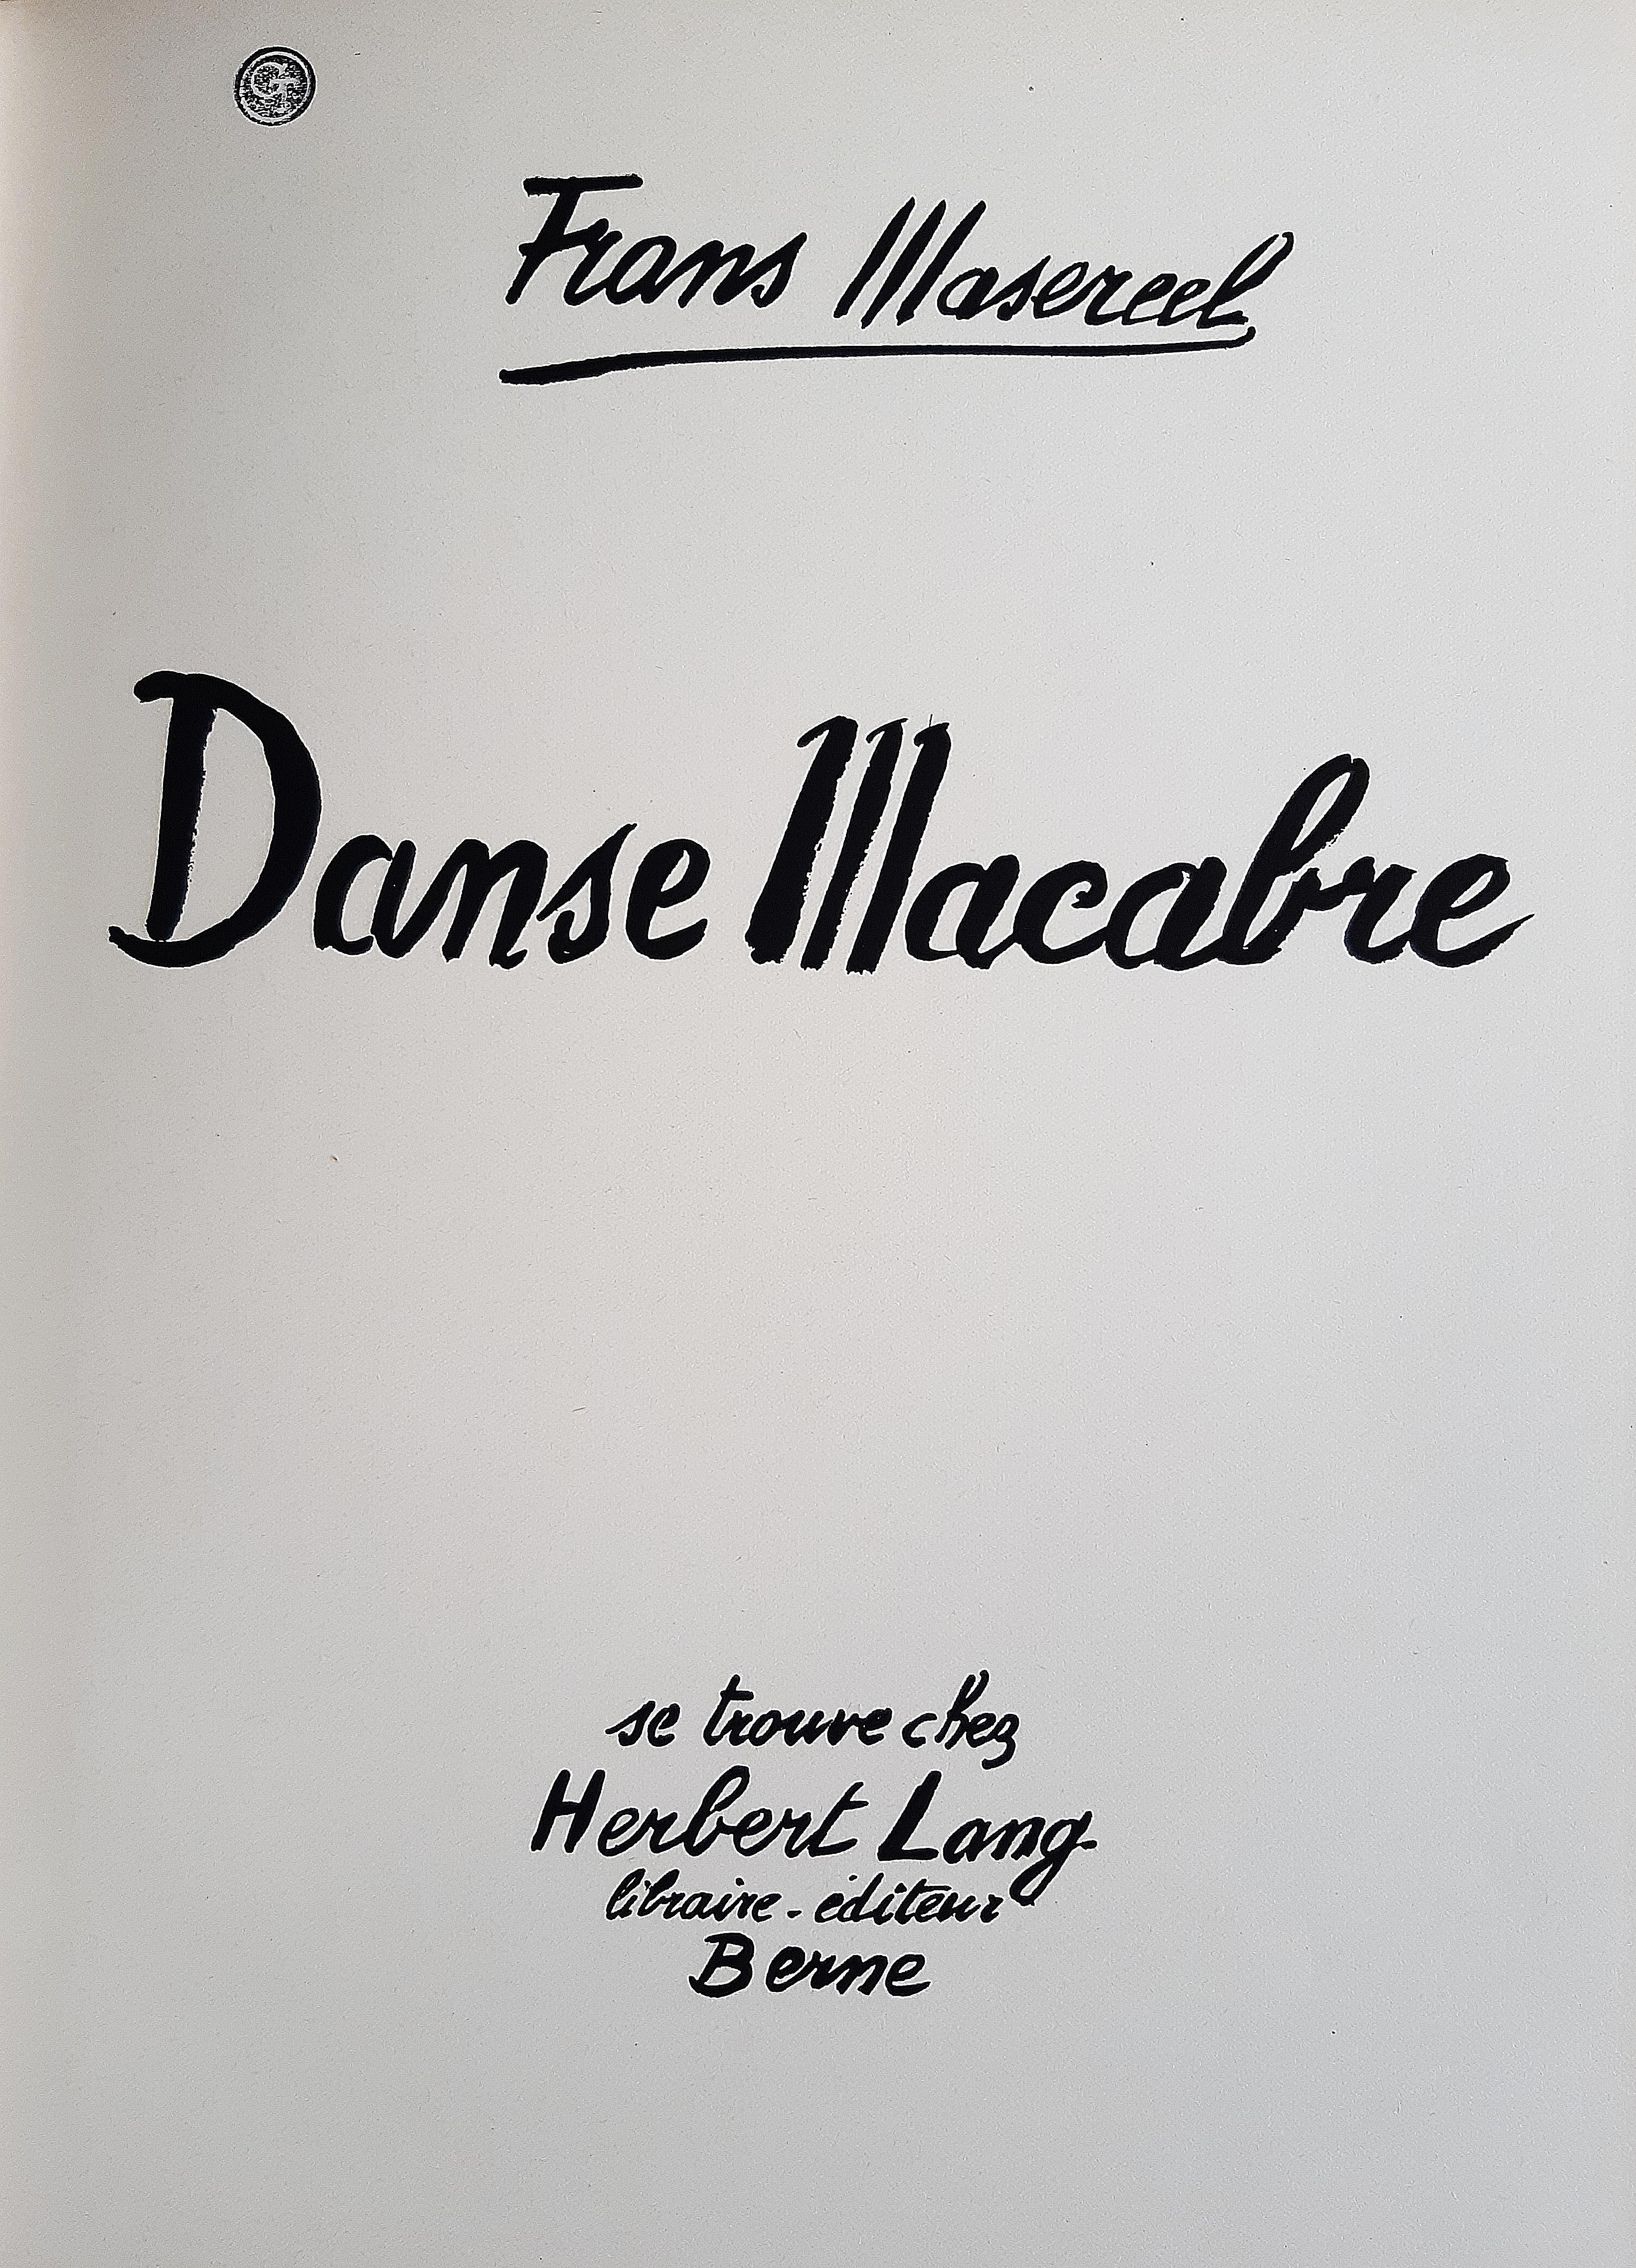 G
Frans Masereel
Danse Macabre
se trouve chez
Herbert Lang
libraire - éditeur
Berne